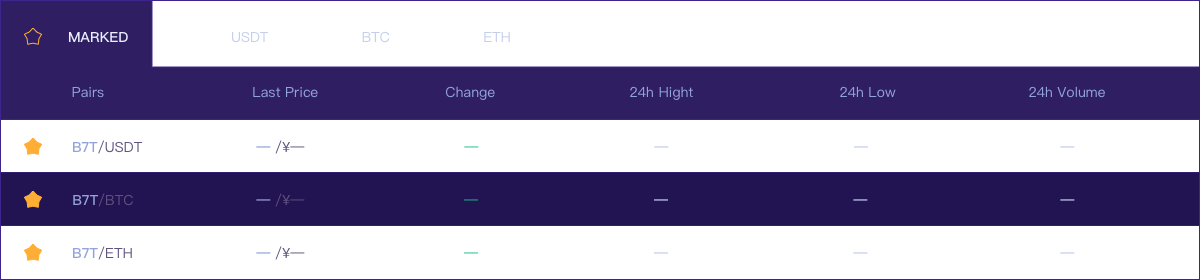 MARKED USDT BTC ETH
Pairs Last Price Change 24h Hight 24h Low 24h Volume
B7T/USDT — /¥— — — — —
B7T/BTC — /¥— — — — —
B7T/ETH — /¥— — — — —